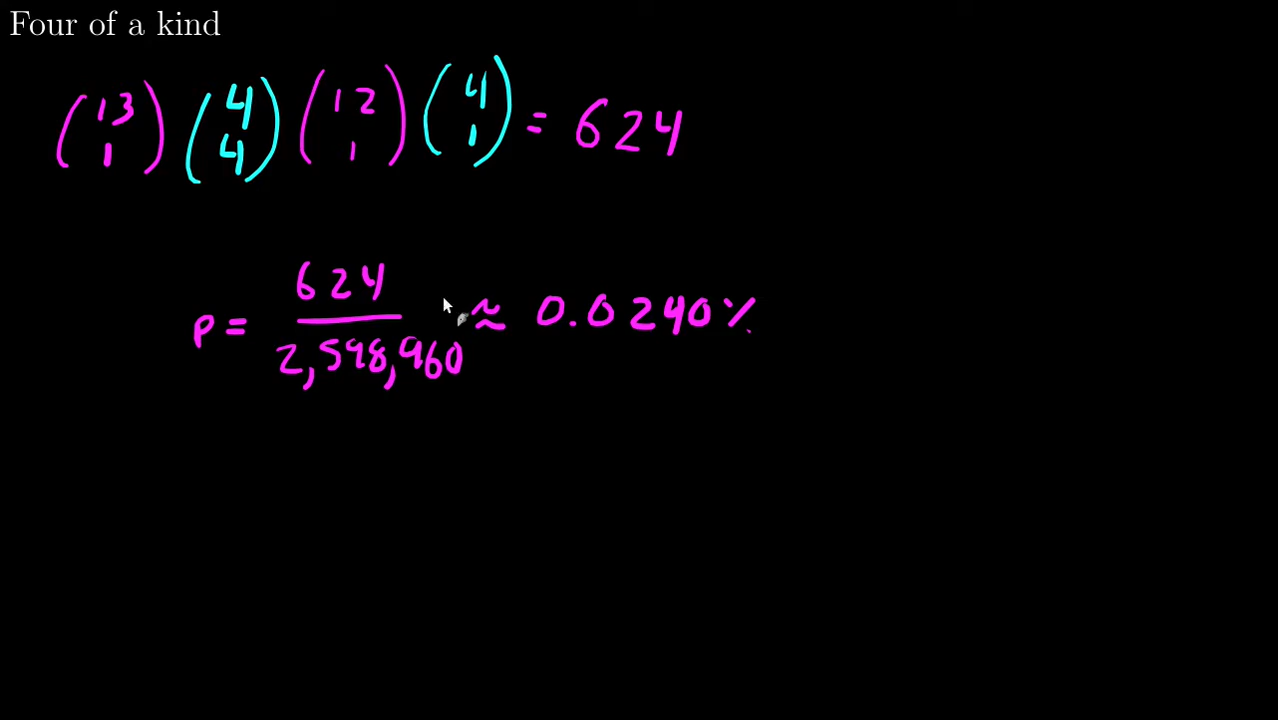 Four of a kind
(13 1) (4 4) (12 1) (4 1) = 624
p = 624 / 2,598,960 ≈ 0.0240%